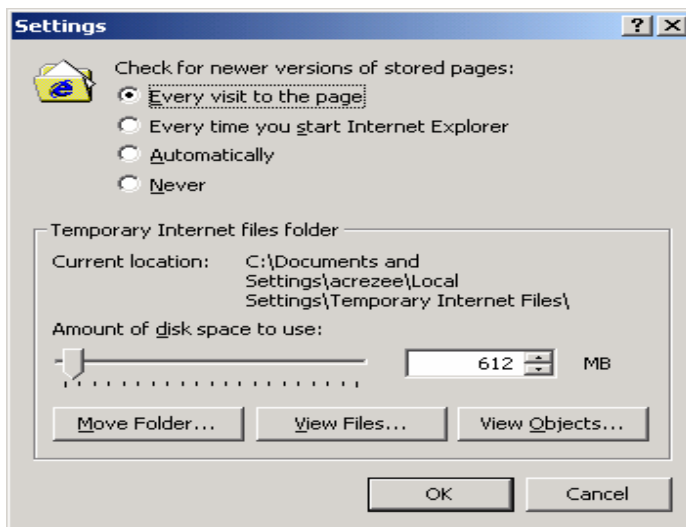 Settings
Check for newer versions of stored pages:
Every visit to the page
Every time you start Internet Explorer
Automatically
Never
Temporary Internet files folder
Current location: C:\Documents and
Settings\acrezee\Local
Settings\Temporary Internet Files\
Amount of disk space to use:
612 MB
Move Folder... View Files... View Objects...
OK Cancel